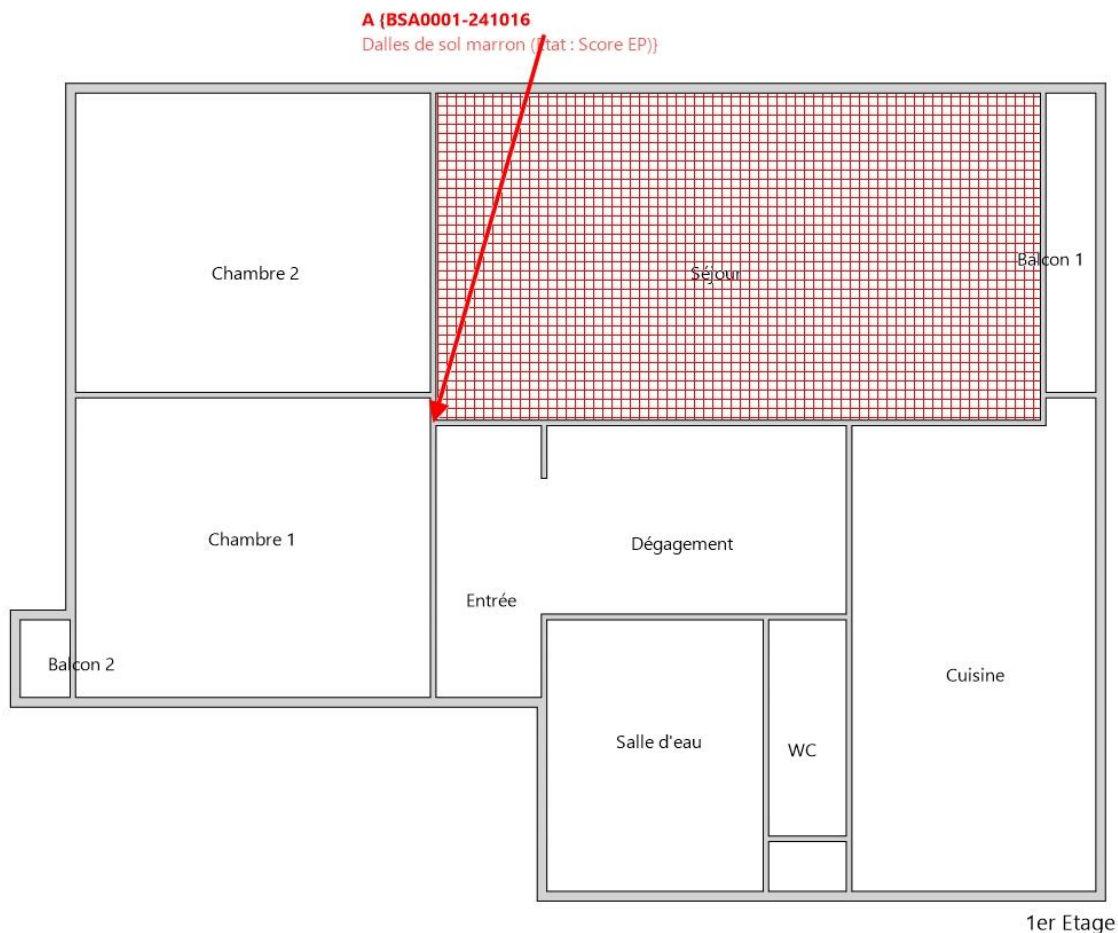 A {BSA0001-241016
Dalles de sol marron (Etat : Score EP)}
Chambre 2
Séjour
Balcon 1
Chambre 1
Dégagement
Entrée
Balcon 2
Cuisine
Salle d'eau
WC
1er Etage